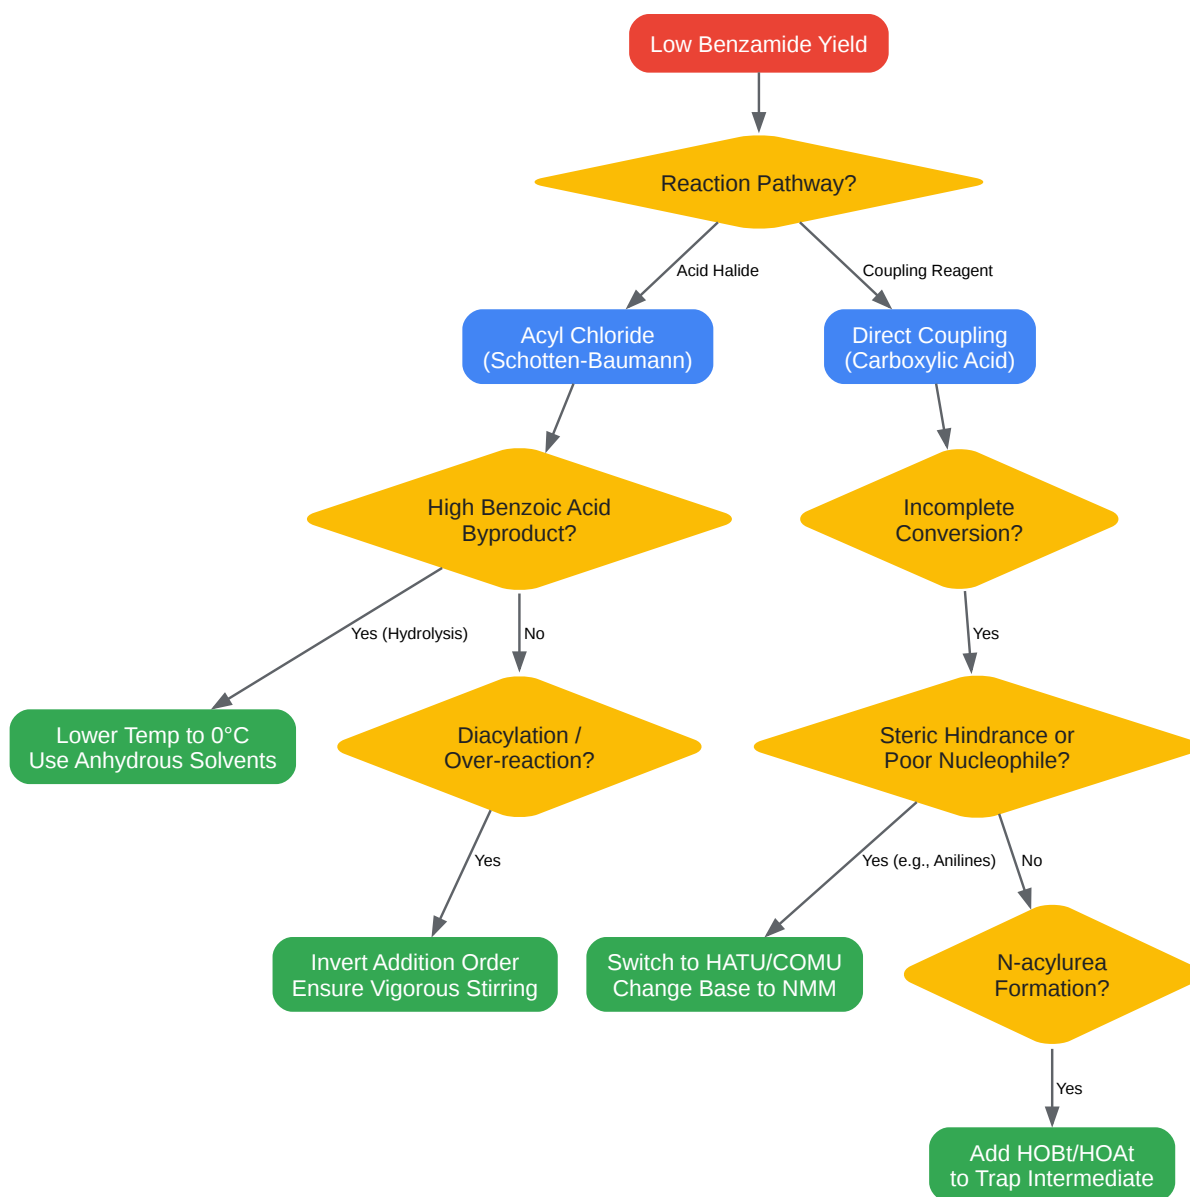 Low Benzamide Yield
Reaction Pathway?
Acid Halide
Coupling Reagent
Acyl Chloride
(Schotten-Baumann)
Direct Coupling
(Carboxylic Acid)
High Benzoic Acid
Byproduct?
Incomplete
Conversion?
Yes (Hydrolysis)
No
Yes
Lower Temp to 0°C
Use Anhydrous Solvents
Diacylation /
Over-reaction?
Steric Hindrance or
Poor Nucleophile?
Yes
Yes (e.g., Anilines)
No
Invert Addition Order
Ensure Vigorous Stirring
Switch to HATU/COMU
Change Base to NMM
N-acylurea
Formation?
Yes
Add HOBt/HOAt
to Trap Intermediate